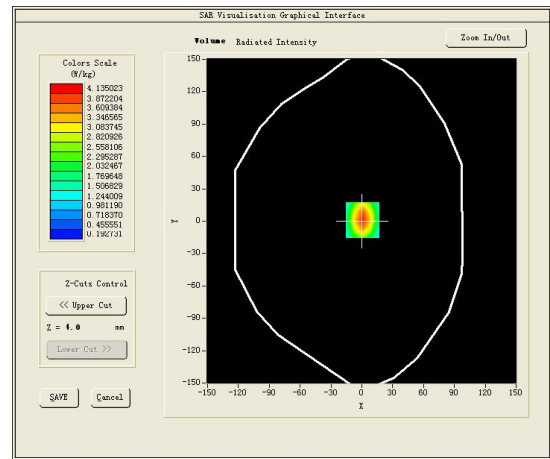 SAR Visualisation Graphical Interface
Volume Radiated Intensity
Zoom In/Out
Colors Scale
(W/kg)
4.135023
3.872204
3.609384
3.346565
3.083745
2.820926
2.558106
2.295287
2.032467
1.769648
1.506829
1.244009
0.981190
0.718370
0.455551
0.192731
Z-Cuts Control
<< Upper Cut
Z = 4.0 mm
Lower Cut >>
SAVE
Cancel
150
120
90
60
30
0
-30
-60
-90
-120
-150
Y
-150 -120 -90 -60 -30 0 30 60 90 120 150
X